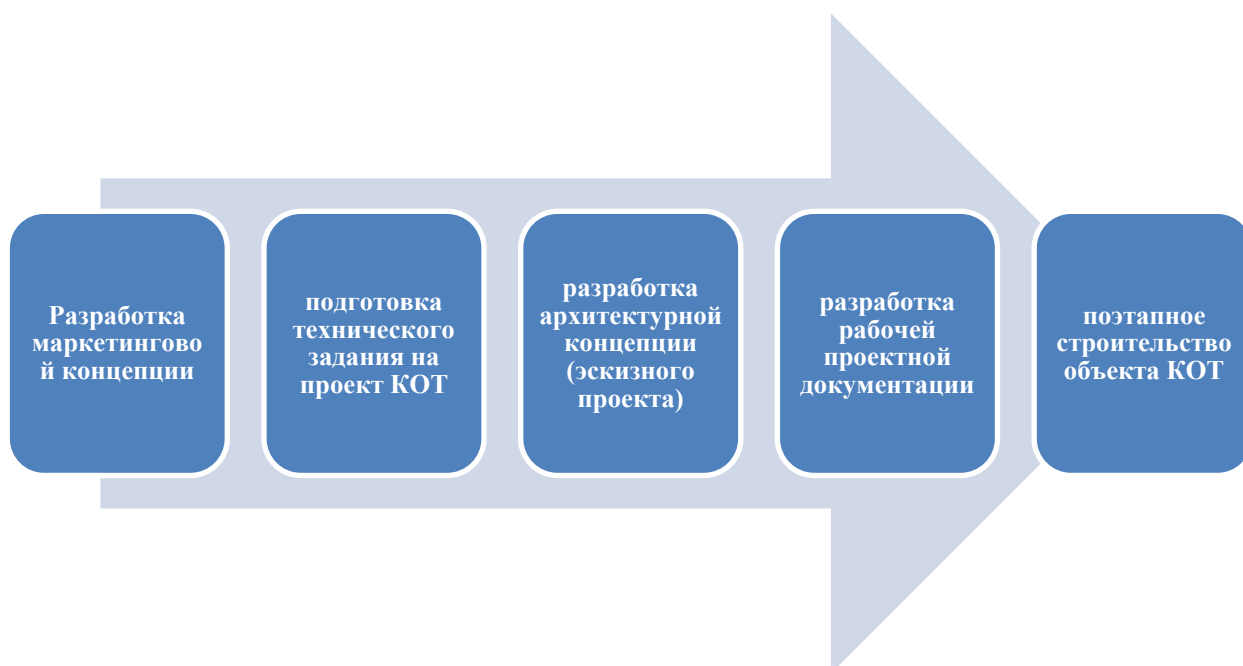 Разработка
маркетингово
й концепции
подготовка
технического
задания на
проект КОТ
разработка
архитектурной
концепции
(эскизного
проекта)
разработка
рабочей
проектной
документации
поэтапное
строительство
объекта КОТ